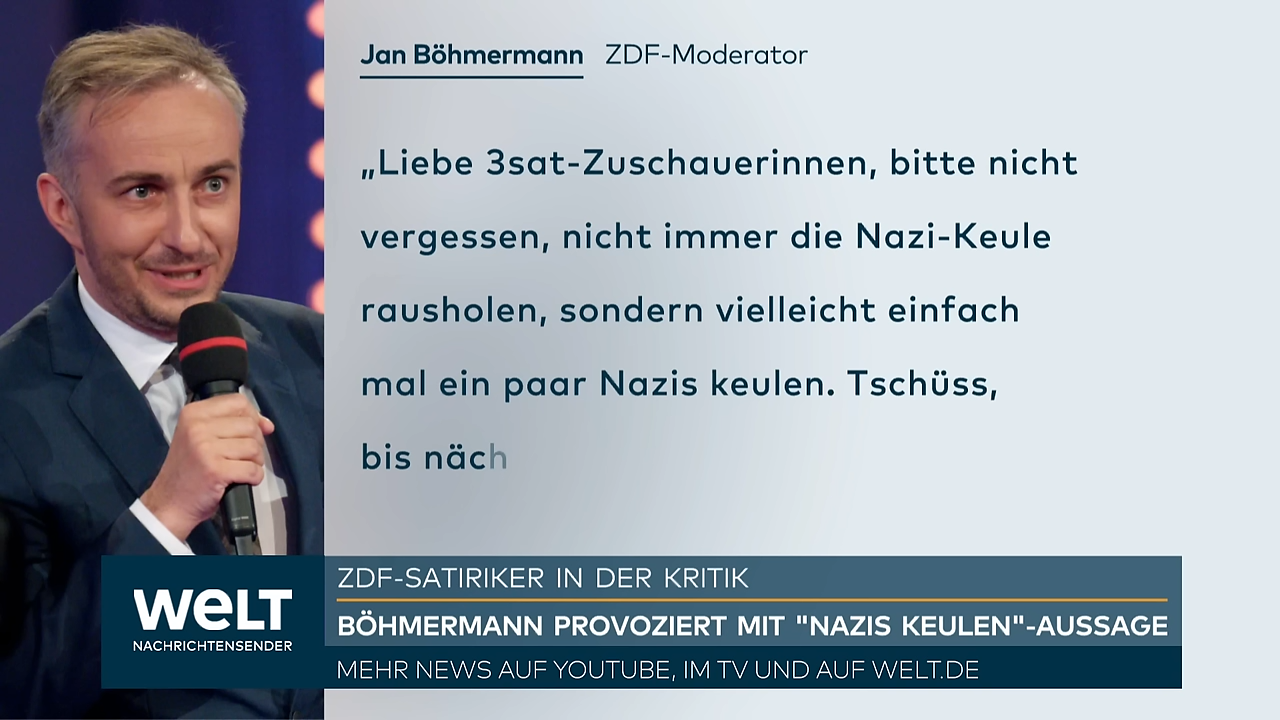 Jan Böhmermann ZDF-Moderator
„Liebe 3sat-Zuschauerinnen, bitte nicht
vergessen, nicht immer die Nazi-Keule
rausholen, sondern vielleicht einfach
mal ein paar Nazis keulen. Tschüss,
bis näch
ZDF-SATIRIKER IN DER KRITIK
BÖHMERMANN PROVOZIERT MIT "NAZIS KEULEN"-AUSSAGE
MEHR NEWS AUF YOUTUBE, IM TV UND AUF WELT.DE
WELT
NACHRICHTENSENDER